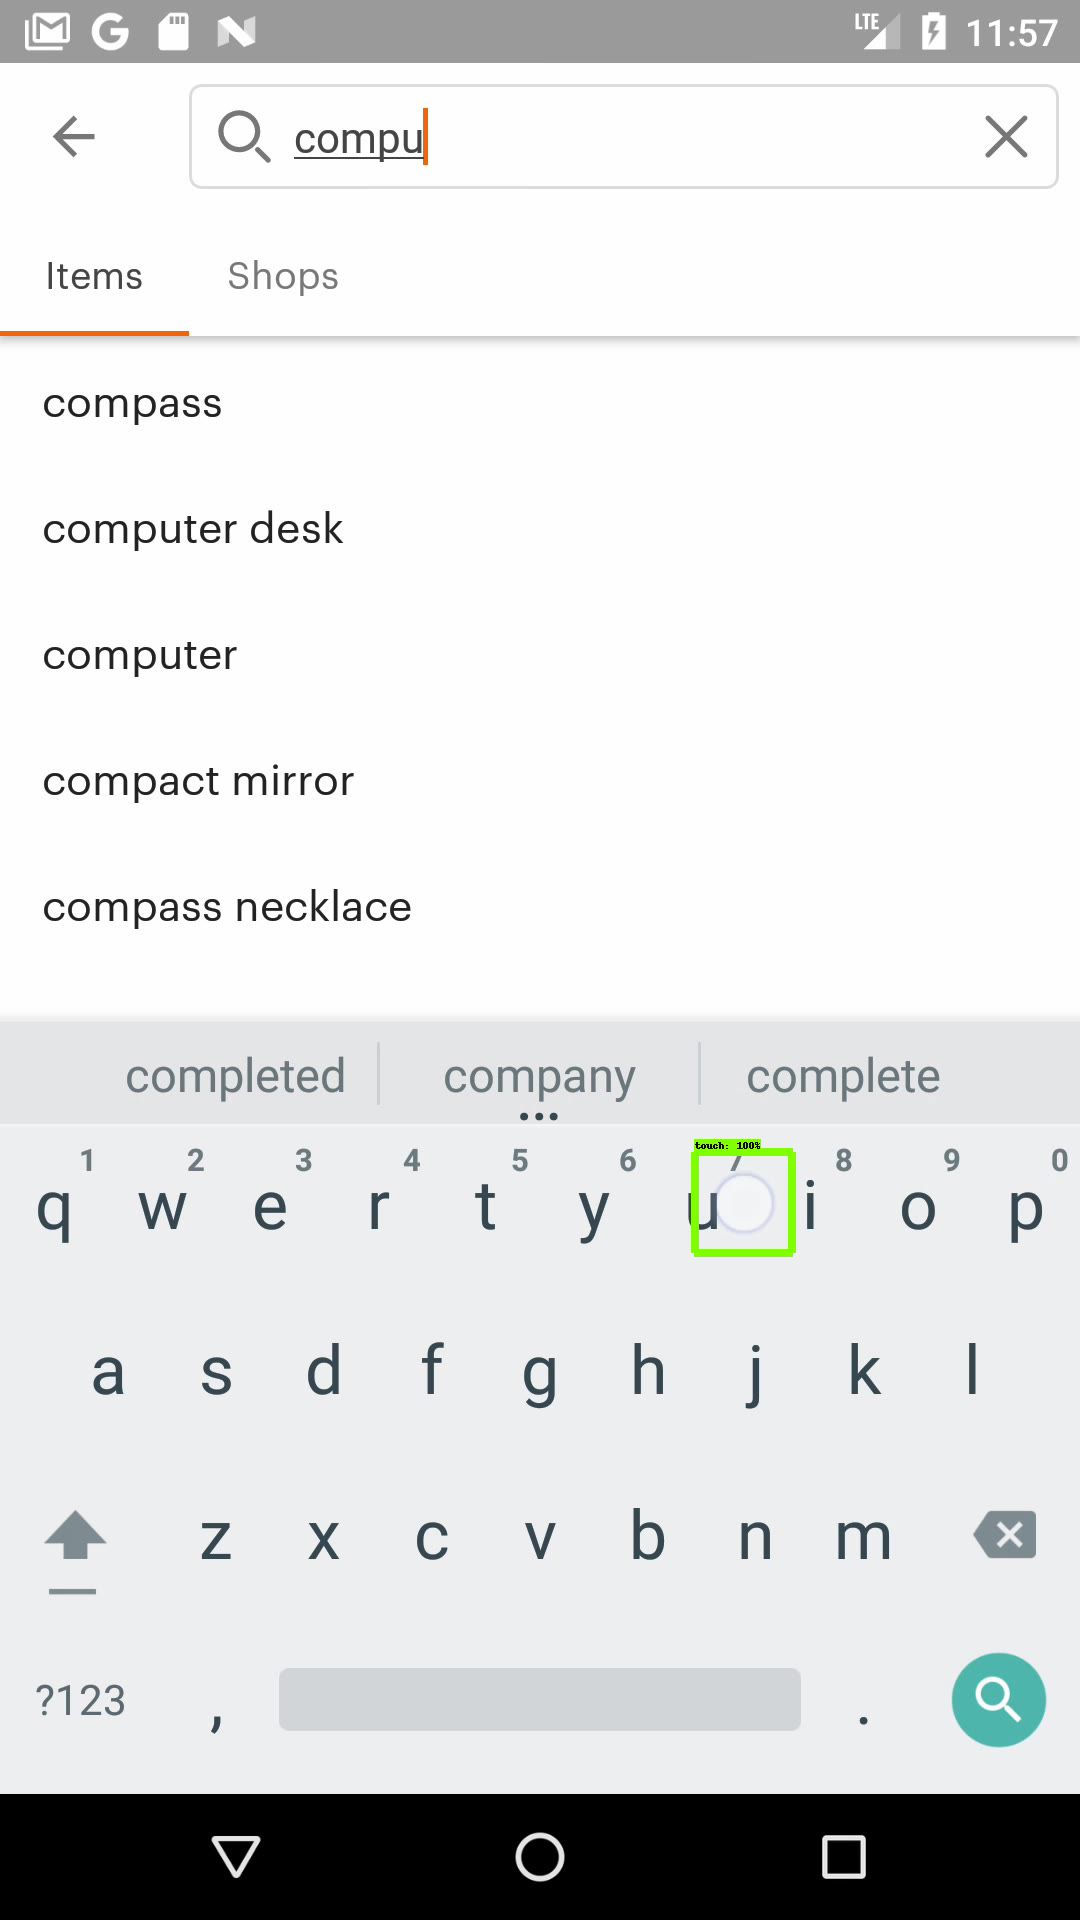 LTE 11:57
compu
Items Shops
compass
computer desk
computer
compact mirror
compass necklace
completed company complete
touch: 100%
1 2 3 4 5 6 7 8 9 0
q w e r t y u i o p
a s d f g h j k l
z x c v b n m
?123 , .